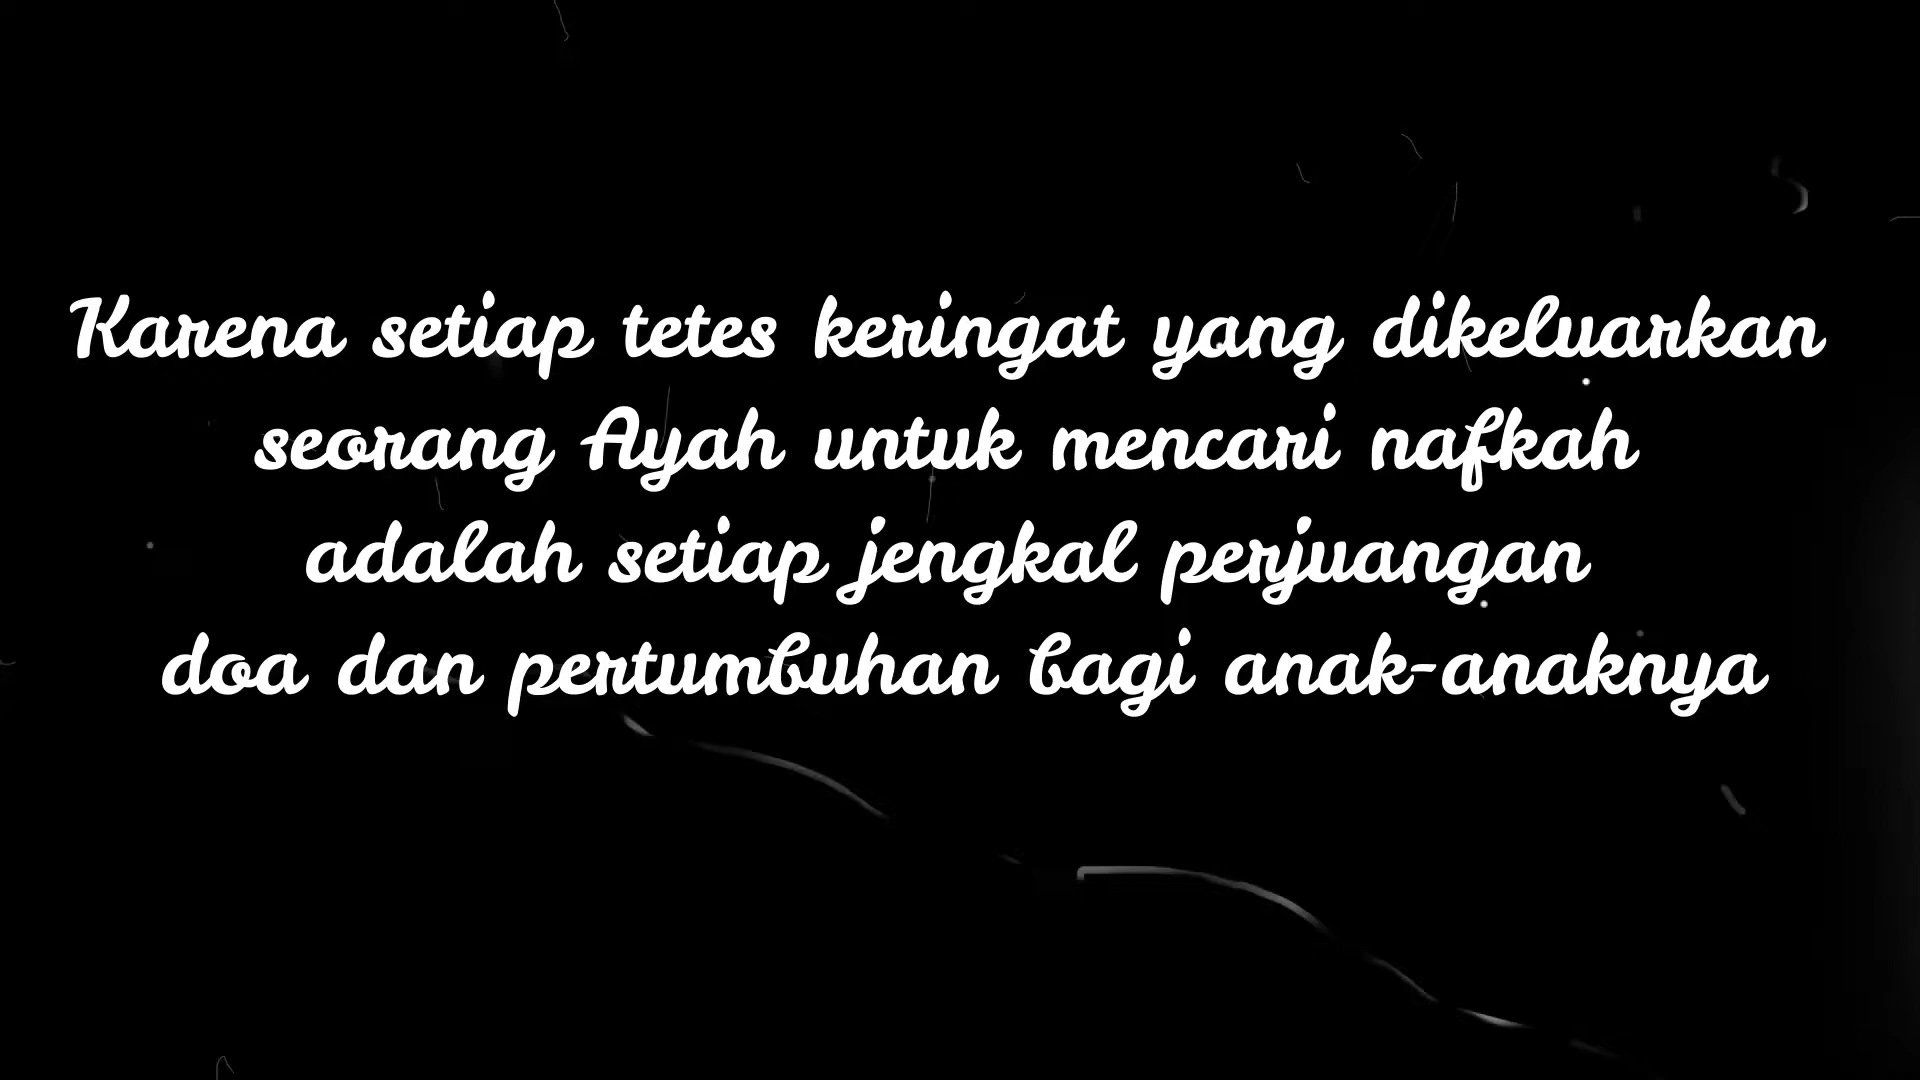 Karena setiap tetes keringat yang dikeluarkan
seorang Ayah untuk mencari nafkah
adalah setiap jengkal perjuangan
doa dan pertumbuhan bagi anak-anaknya